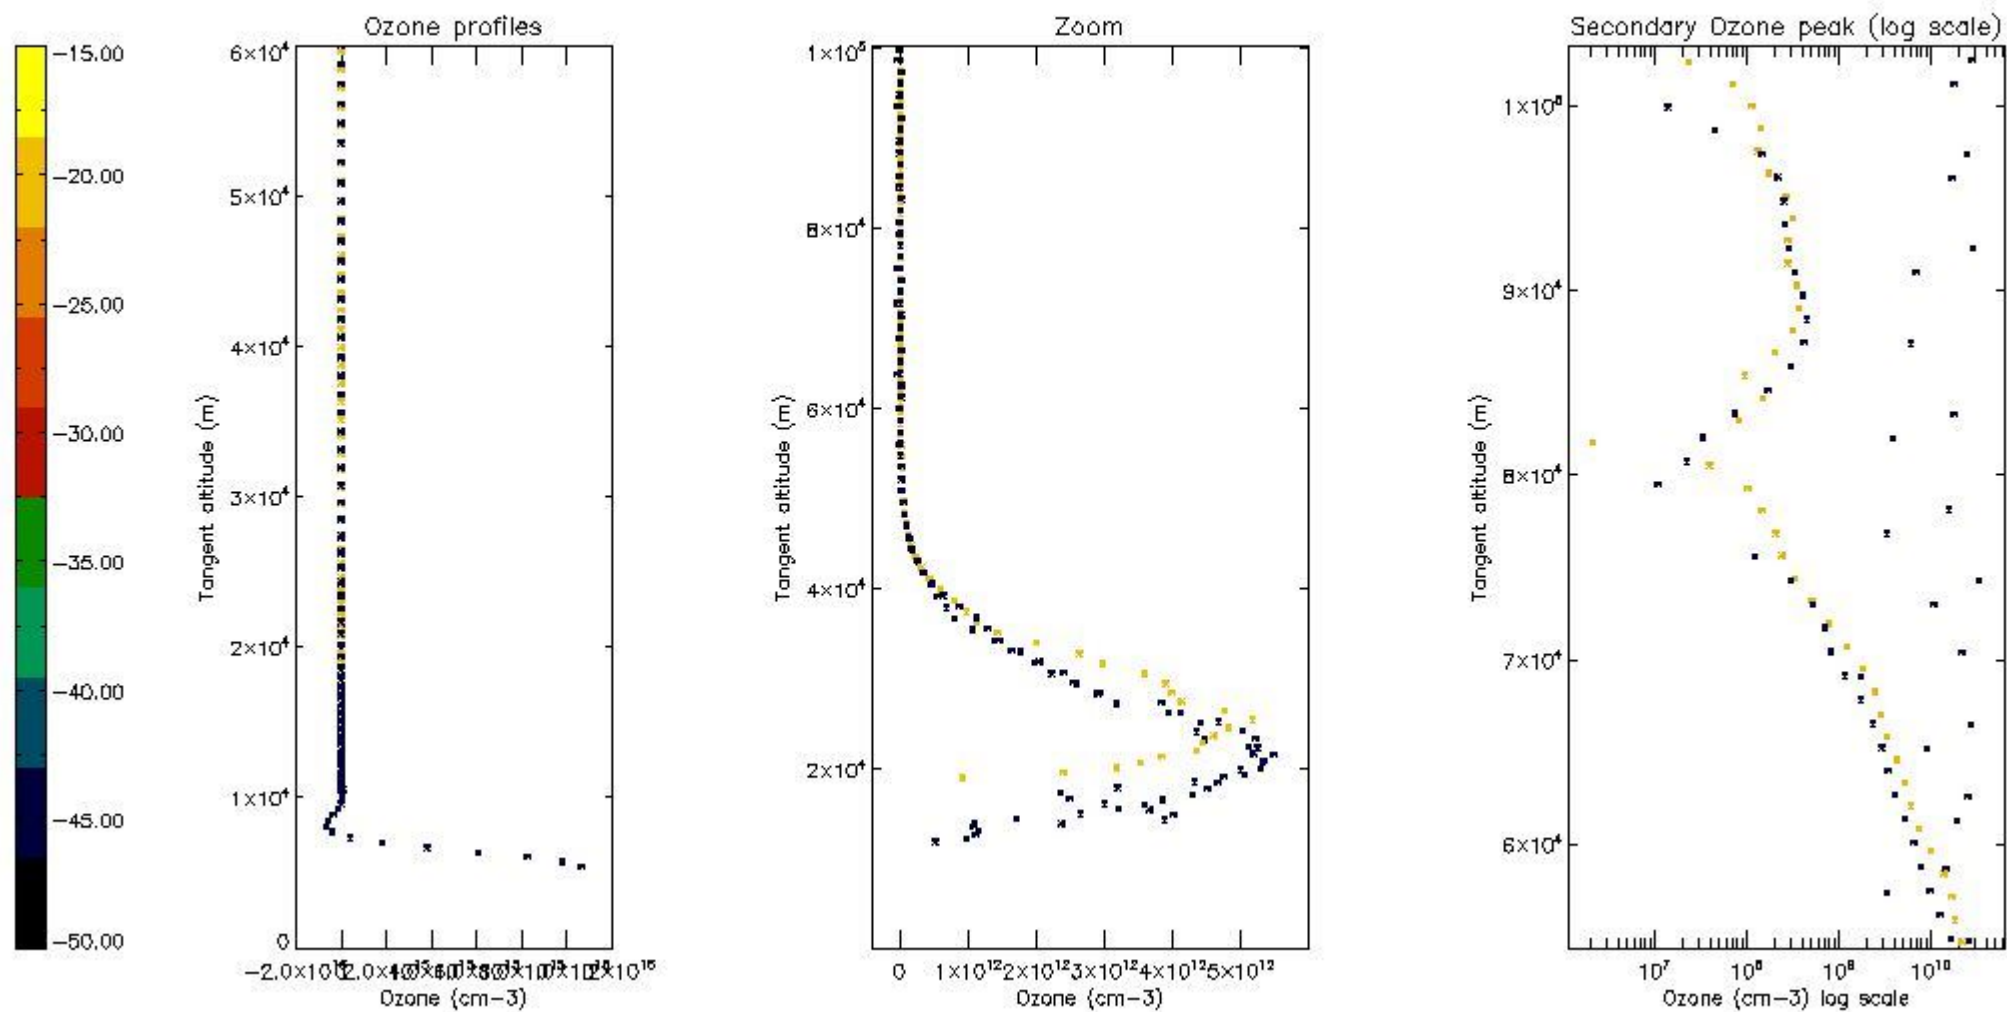 Ozone profiles
Zoom
Secondary Ozone peak (log scale)
−15.00
−20.00
−25.00
−30.00
−35.00
−40.00
−45.00
−50.00
6×10⁴
5×10⁴
4×10⁴
3×10⁴
2×10⁴
1×10⁴
0
Tangent altitude (m)
Ozone (cm−3)
1×10⁵
8×10⁴
6×10⁴
4×10⁴
2×10⁴
Tangent altitude (m)
0 1×10¹² 2×10¹² 3×10¹² 4×10¹² 5×10¹²
Ozone (cm−3)
1×10⁵
9×10⁴
8×10⁴
7×10⁴
6×10⁴
Tangent altitude (m)
10⁷ 10⁸ 10⁹ 10¹⁰
Ozone (cm−3) log scale